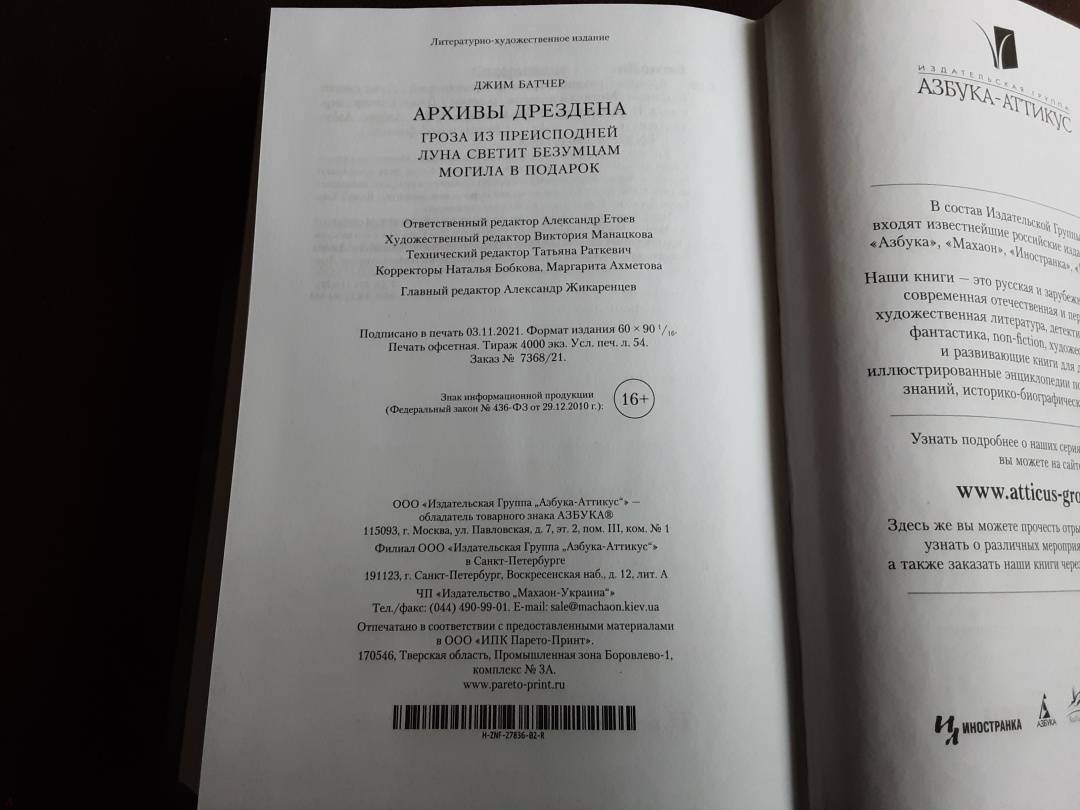 Литературно-художественное издание
ДЖИМ БАТЧЕР
АРХИВЫ ДРЕЗДЕНА
ГРОЗА ИЗ ПРЕИСПОДНЕЙ
ЛУНА СВЕТИТ БЕЗУМЦАМ
МОГИЛА В ПОДАРОК
Ответственный редактор Александр Етоев
Художественный редактор Виктория Манацкова
Технический редактор Татьяна Раткевич
Корректоры Наталья Бобкова, Маргарита Ахметова
Главный редактор Александр Жикаренцев
Подписано в печать 03.11.2021. Формат издания 60 × 90 1/16.
Печать офсетная. Тираж 4000 экз. Усл. печ. л. 54.
Заказ № 7368/21.
Знак информационной продукции
(Федеральный закон № 436-ФЗ от 29.12.2010 г.):
16+
ООО «Издательская Группа „Азбука-Аттикус“» —
обладатель товарного знака АЗБУКА®
115093, г. Москва, ул. Павловская, д. 7, эт. 2, пом. III, ком. № 1
Филиал ООО «Издательская Группа „Азбука-Аттикус“»
в Санкт-Петербурге
191123, г. Санкт-Петербург, Воскресенская наб., д. 12, лит. А
ЧП «Издательство „Махаон-Украина“»
Тел./факс: (044) 490-99-01. E-mail: sale@machaon.kiev.ua
Отпечатано в соответствии с предоставленными материалами
в ООО «ИПК Парето-Принт».
170546, Тверская область, Промышленная зона Боровлево-1,
комплекс № 3А.
www.pareto-print.ru
H-ZNF-27836-02-R
ИЗДАТЕЛЬСКАЯ ГРУППА
АЗБУКА-АТТИКУС
В состав Издательской Группы
входят известнейшие российские изда
«Азбука», «Махаон», «Иностранка», «
Наши книги — это русская и зарубеж
современная отечественная и пер
художественная литература, детекти
фантастика, non-fiction, художес
и развивающие книги для д
иллюстрированные энциклопедии по
знаний, историко-биографическ
Узнать подробнее о наших серия
вы можете на сайте
www.atticus-gro
Здесь же вы можете прочесть отры
узнать о различных мероприя
а также заказать наши книги через
ИЛ ИНОСТРАНКА
АЗБУКА